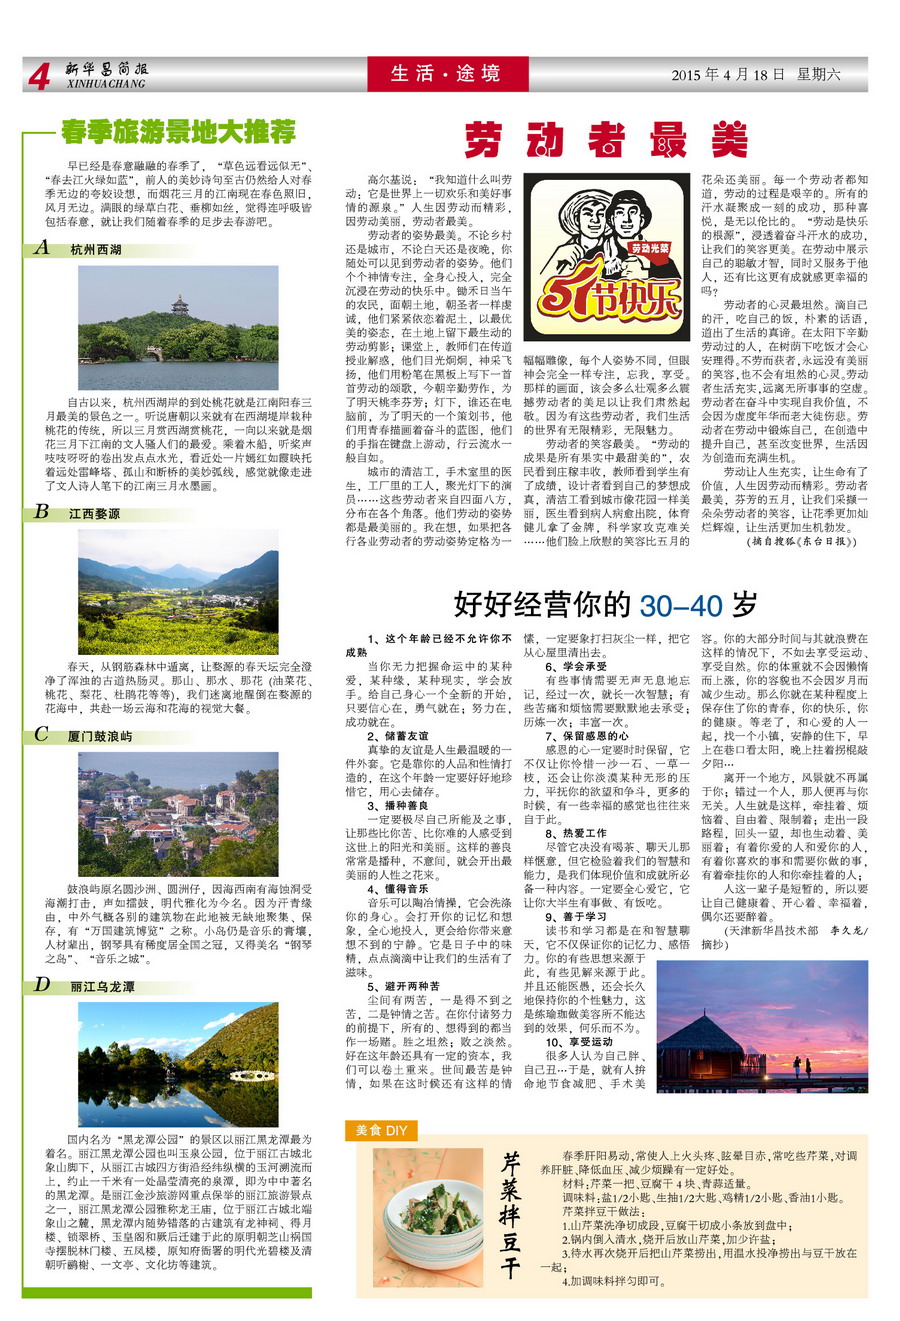 4
新华昌简报
XINHUACHANG
生活·途境
2015 年 4 月 18 日 星期六
春季旅游景地大推荐
早已经是春意融融的春季了，“草色远看远似无”、
“春去江火绿如蓝”，前人的美妙诗句至古仍然给人对春
季无边的夸姣设想，而烟花三月的江南现在春色照旧，
风月无边。满眼的绿草白花、垂柳如丝，觉得连呼吸皆
包括春意，就让我们随着春季的足步去春游吧。
A 杭州西湖
自古以来，杭州西湖岸的到处桃花就是江南阳春三
月最美的景色之一。听说唐朝以来就有在西湖堤岸栽种
桃花的传统，所以三月赏西湖赏桃花，一向以来就是烟
花三月下江南的文人骚人们的最爱。乘着木船，听桨声
吱吱呀呀的卷出发点点水光，看近处一片嫣红如霞映托
着远处雷峰塔、孤山和断桥的美妙弧线，感觉就像走进
了文人诗人笔下的江南三月水墨画。
B 江西婺源
春天，从钢筋森林中遁离，让婺源的春天坛完全澄
净了浑浊的古道热肠灵。那山、那水、那花（油菜花、
桃花、梨花、杜鹃花等等），我们迷离地醒倒在婺源的
花海中，共赴一场云海和花海的视觉大餐。
C 厦门鼓浪屿
鼓浪屿原名圆沙洲、圆洲仔，因海西南有海蚀洞受
海潮打击，声如擂鼓，明代雅化为今名。因为汗青缘
由，中外气概各别的建筑物在此地被无缺地聚集、保
存，有“万国建筑博览”之称。小岛仍是音乐的膏壤，
人材辈出，钢琴具有稀度居全国之冠，又得美名“钢琴
之岛”、“音乐之城”。
D 丽江乌龙潭
国内名为“黑龙潭公园”的景区以丽江黑龙潭最为
着名。丽江黑龙潭公园也叫玉泉公园，位于丽江古城北
象山脚下，从丽江古城四方街沿经纬纵横的玉河溯流而
上，约止一千米有一处晶莹清亮的泉潭，即为中中著名
的黑龙潭。是丽江金沙旅游网重点保举的丽江旅游景点
之一，丽江黑龙潭公园雅称龙王庙，位于丽江古城北端
象山之麓，黑龙潭内随势错落的古建筑有龙神祠、得月
楼、锁翠桥、玉皇阁和厥后迁建于此的原明朝芝山祸国
寺摆脱林门楼、五凤楼，原知府衙署的明代光碧楼及清
朝听鹂榭、一文亭、文化坊等建筑。
劳动者最美
高尔基说：“我知道什么叫劳
动：它是世界上一切欢乐和美好事
情的源泉。”人生因劳动而精彩，
因劳动美丽，劳动者最美。
劳动者的姿势最美。不论乡村
还是城市，不论白天还是夜晚，你
随处可以见到劳动者的姿势。他们
个个神情专注，全身心投入，完全
沉浸在劳动的快乐中。锄禾日当午
的农民，面朝土地，朝圣者一样虔
诚，他们紧紧依恋着泥土，以最优
美的姿态，在土地上留下最生动的
劳动剪影；课堂上，教师们在传道
授业解惑，他们目光炯炯，神采飞
扬，他们用粉笔在黑板上写下一首
首劳动的颂歌，今朝辛勤劳作，为
了明天桃李芬芳；灯下，谁还在电
脑前，为了明天的一个策划书，他
们用青春描画着奋斗的蓝图，他们
的手指在键盘上游动，行云流水一
般自如。
城市的清洁工，手术室里的医
生，工厂里的工人，聚光灯下的演
员……这些劳动者来自四面八方，
分布在各个角落。他们劳动的姿势
都是最美丽的。我在想，如果把各
行各业劳动者的劳动姿势定格为一
劳动光荣
51节快乐
幅幅雕像，每个人姿势不同，但眼
神会完全一样专注，忘我，享受。
那样的画面，该会多么壮观多么震
撼劳动者的美足以让我们肃然起
敬。因为有这些劳动者，我们生活
的世界有无限精彩，无限魅力。
劳动者的笑容最美。“劳动的
成果是所有果实中最甜美的”，农
民看到庄稼丰收，教师看到学生有
了成绩，设计者看到自己的梦想成
真，清洁工看到城市像花园一样美
丽，医生看到病人病愈出院，体育
健儿拿了金牌，科学家攻克难关
……他们脸上欣慰的笑容比五月的
花朵还美丽。每一个劳动者都知
道，劳动的过程是艰辛的。所有的
汗水凝聚成一刻的成功，那种喜
悦，是无以伦比的。“劳动是快乐
的根源”，浸透着奋斗汗水的成功，
让我们的笑容更美。在劳动中展示
自己的聪敏才智，同时又服务于他
人，还有比这更有成就感更幸福的
吗？
劳动者的心灵最坦然。滴自己
的汗，吃自己的饭，朴素的话语，
道出了生活的真谛。在太阳下辛勤
劳动过的人，在树荫下吃饭才会心
安理得。不劳而获者，永远没有美丽
的笑容，也不会有坦然的心灵。劳动
者生活充实，远离无所事事的空虚。
劳动者在奋斗中实现自我价值，不
会因为虚度年华而老大徒伤悲。劳
动者在劳动中锻炼自己，在创造中
提升自己，甚至改变世界，生活因
为创造而充满生机。
劳动让人生充实，让生命有了
价值，人生因劳动而精彩。劳动者
最美，芬芳的五月，让我们采撷一
朵朵劳动者的笑容，让花季更加灿
烂辉煌，让生活更加生机勃发。
（摘自搜狐《东台日报》）
好好经营你的 30-40 岁
1、这个年龄已经不允许你不
成熟
当你无力把握命运中的某种
爱，某种缘，某种现实，学会放
手。给自己身心一个全新的开始，
只要信心在，勇气就在；努力在，
成功就在。
2、储蓄友谊
真挚的友谊是人生最温暖的一
件外套。它是靠你的人品和性情打
造的，在这个年龄一定要好好地珍
惜它，用心去储存。
3、播种善良
一定要极尽自己所能及之事，
让那些比你苦、比你难的人感受到
这世上的阳光和美丽。这样的善良
常常是播种，不意间，就会开出最
美丽的人性之花来。
4、懂得音乐
音乐可以陶冶情操，它会洗涤
你的身心。会打开你的记忆和想
象，全心地投入，更会给你带来意
想不到的宁静。它是日子中的味
精，点点滴滴中让我们的生活有了
滋味。
5、避开两种苦
尘间有两苦，一是得不到之
苦，二是钟情之苦。在你付诸努力
的前提下，所有的、想得到的都当
作一场赌。胜之坦然；败之淡然。
好在这年龄还具有一定的资本，我
们可以卷土重来。世间最苦是钟
情，如果在这时侯还有这样的情
愫，一定要象打扫灰尘一样，把它
从心屋里清出去。
6、学会承受
有些事情需要无声无息地忘
记，经过一次，就长一次智慧；有
些苦痛和烦恼需要默默地去承受；
历炼一次；丰富一次。
7、保留感恩的心
感恩的心一定要时时保留，它
不仅让你怜惜一沙一石、一草一
枝，还会让你淡漠某种无形的压
力，平抚你的欲望和争斗，更多的
时侯，有一些幸福的感觉也往往来
自于此。
8、热爱工作
尽管它决没有喝茶、聊天儿那
样惬意，但它检验着我们的智慧和
能力，是我们体现价值和成就所必
备一种内容。一定要全心爱它，它
让你大半生有事做、有饭吃。
9、善于学习
读书和学习都是在和智慧聊
天，它不仅保证你的记忆力、感悟
力。你的有些思想来源于
此，有些见解来源于此。
并且还能医愚，还会长久
地保持你的个性魅力，这
是练瑜珈做美容所不能达
到的效果，何乐而不为。
10、享受运动
很多人认为自己胖、
自己丑…于是，就有人拚
命地节食减肥、手术美
容。你的大部分时间与其就浪费在
这样的情况下，不如去享受运动、
享受自然。你的体重就不会因懒惰
而上涨，你的容貌也不会因岁月而
减少生动。那么你就在某种程度上
保存住了你的青春，你的快乐，你
的健康。等老了，和心爱的人一
起，找一个小镇，安静的住下，早
上在巷口看太阳，晚上拄着拐棍敲
夕阳…
离开一个地方，风景就不再属
于你；错过一个人，那人便再与你
无关。人生就是这样，牵挂着、烦
恼着、自由着、限制着；走出一段
路程，回头一望，却也生动着、美
丽着；有着你爱的人和爱你的人，
有着你喜欢的事和需要你做的事，
有着牵挂你的人和你牵挂着的人；
人这一辈子是短暂的，所以要
让自己健康着、开心着、幸福着，
偶尔还要醉着。
（天津新华昌技术部 李久龙/
摘抄）
美食 DIY
芹菜拌豆干
春季肝阳易动，常使人上火头疼、眩晕目赤，常吃些芹菜，对调
养肝脏、降低血压、减少烦躁有一定好处。
材料：芹菜一把、豆腐干 4 块、青蒜适量。
调味料：盐1/2小匙、生抽1/2大匙、鸡精1/2小匙、香油1小匙。
芹菜拌豆干做法：
1.山芹菜洗净切成段，豆腐干切成小条放到盘中；
2.锅内倒入清水，烧开后放山芹菜，加少许盐；
3.待水再次烧开后把山芹菜捞出，用温水投净捞出与豆干放在
一起；
4.加调味料拌匀即可。